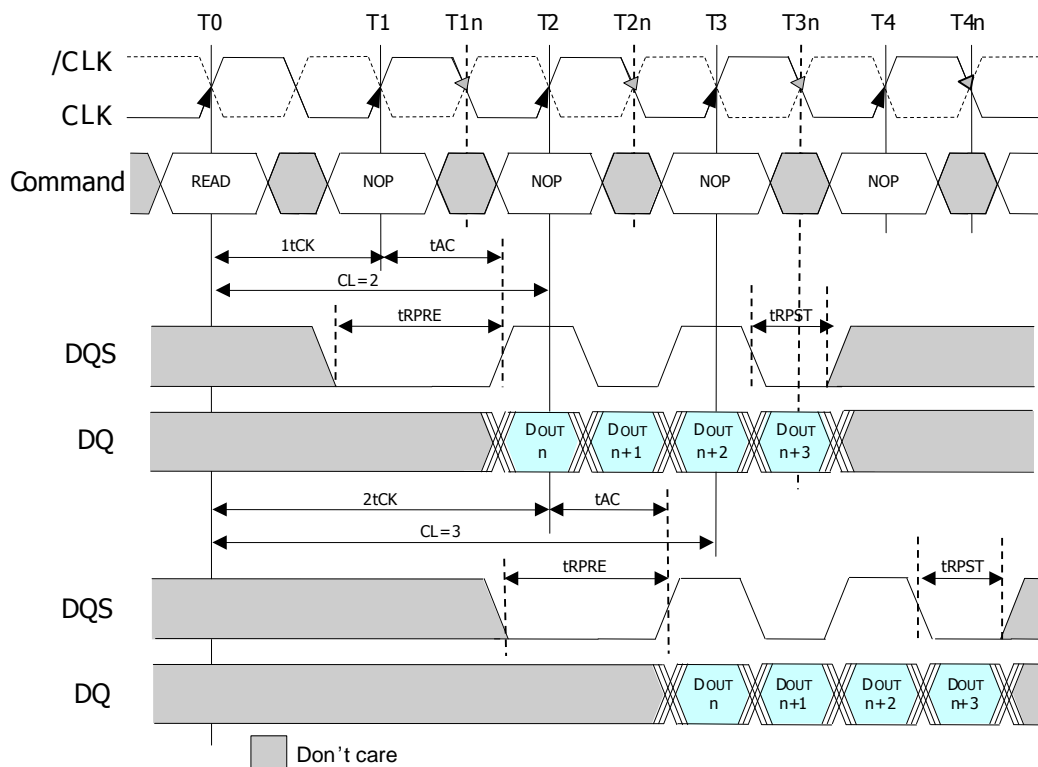 T0 T1 T1n T2 T2n T3 T3n T4 T4n
/CLK
CLK
Command READ NOP NOP NOP NOP
1tCK tAC
CL=2
tRPRE tRPST
DQS
DQ DOUT n DOUT n+1 DOUT n+2 DOUT n+3
2tCK tAC
CL=3
tRPRE tRPST
DQS
DQ DOUT n DOUT n+1 DOUT n+2 DOUT n+3
Don't care